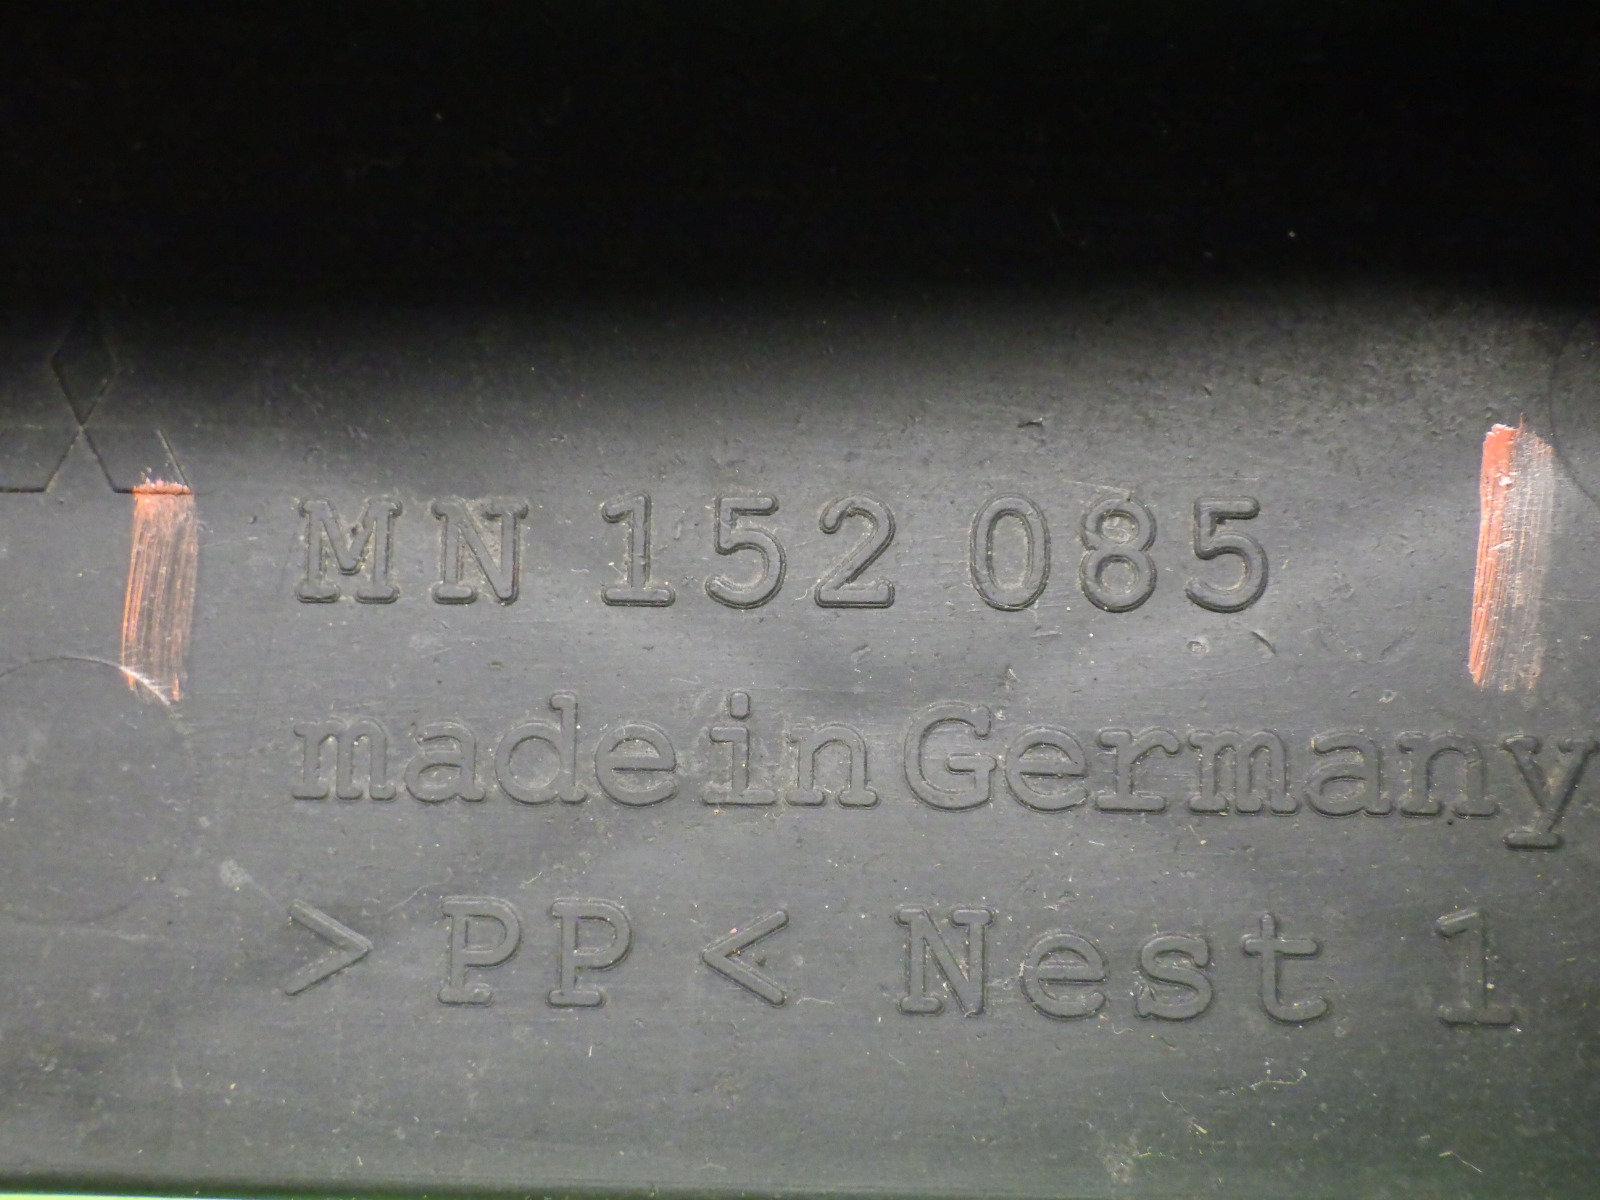 MN 152 085
made in Germany
> PP < Nest 1